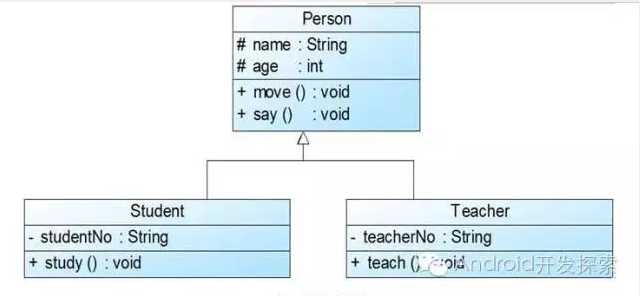 Person
# name : String
# age : int
+ move () : void
+ say () : void
Student
- studentNo : String
+ study () : void
Teacher
- teacherNo : String
+ teach () : void
Android开发探索